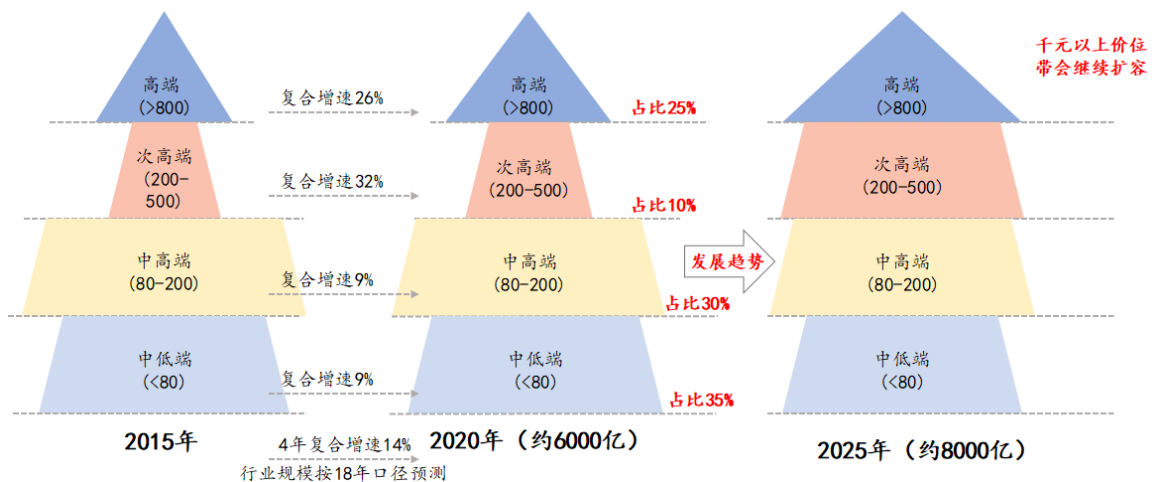 千元以上价位
带会继续扩容
高端
(>800)
复合增速26%
高端
(>800)
占比25%
高端
(>800)
次高端
(200-
500)
复合增速32%
次高端
(200-500)
占比10%
次高端
(200-500)
中高端
(80-200)
复合增速9%
中高端
(80-200)
占比30%
发展趋势
中高端
(80-200)
中低端
(<80)
复合增速9%
中低端
(<80)
占比35%
中低端
(<80)
2015年
4年复合增速14%
行业规模按18年口径预测
2020年（约6000亿）
2025年（约8000亿）